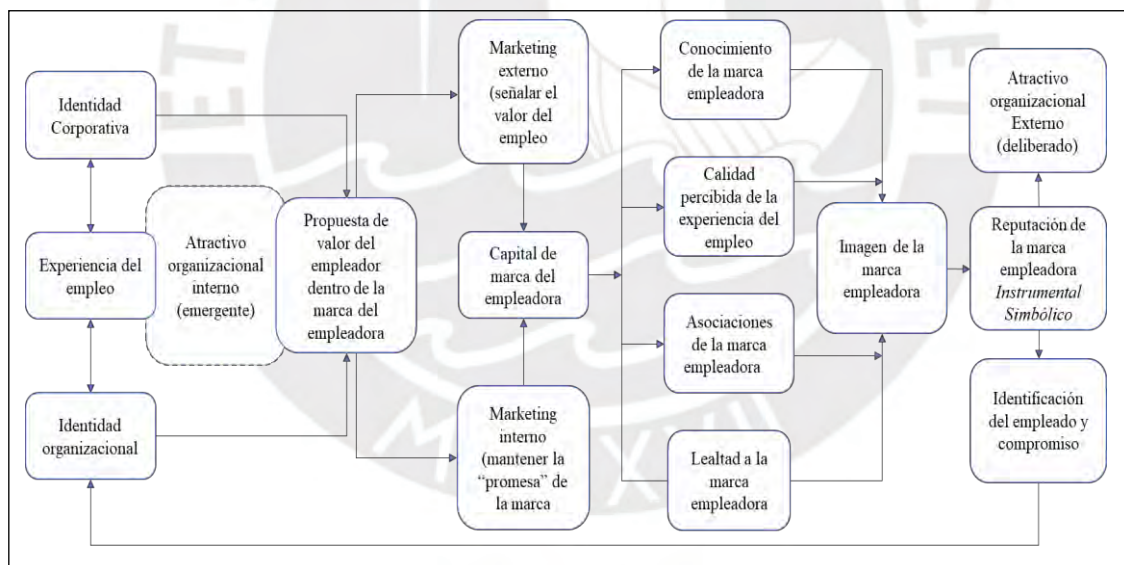 Identidad
Corporativa
Experiencia del
empleo
Identidad
organizacional
Atractivo
organizacional
interno
(emergente)
Propuesta de
valor del
empleador
dentro de la
marca del
empleadora
Marketing
externo
(señalar el
valor del
empleo
Capital de
marca del
empleadora
Marketing
interno
(mantener la
“promesa” de
la marca
Conocimiento
de la marca
empleadora
Calidad
percibida de la
experiencia del
empleo
Asociaciones
de la marca
empleadora
Lealtad a la
marca
empleadora
Imagen de la
marca
empleadora
Atractivo
organizacional
Externo
(deliberado)
Reputación de
la marca
empleadora
Instrumental
Simbólico
Identificación
del empleado y
compromiso
ET
CEI